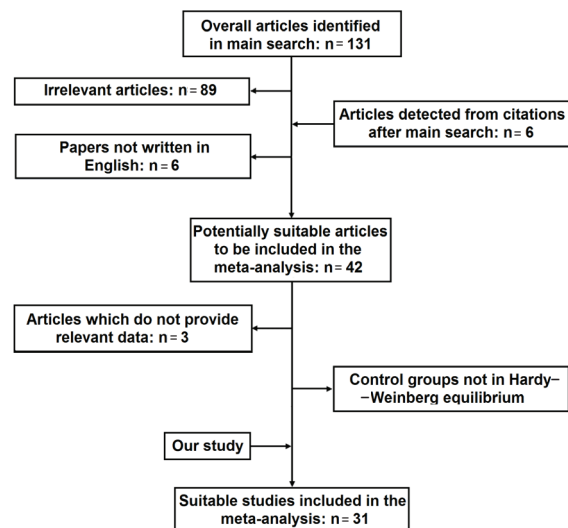 Overall articles identified
in main search: n = 131
Irrelevant articles: n = 89
Articles detected from citations
after main search: n = 6
Papers not written in
English: n = 6
Potentially suitable articles
to be included in the
meta-analysis: n = 42
Articles which do not provide
relevant data: n = 3
Control groups not in Hardy–
–Weinberg equilibrium
Our study
Suitable studies included in the
meta-analysis: n = 31